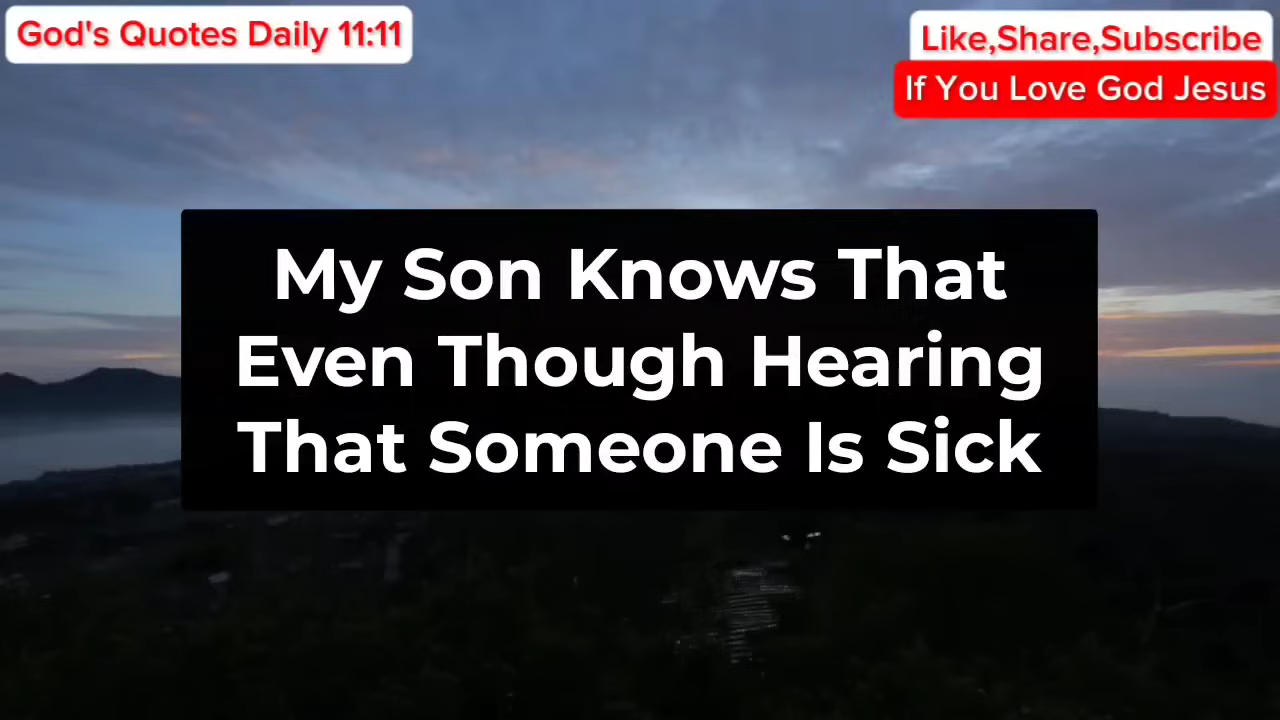 God's Quotes Daily 11:11
Like,Share,Subscribe
If You Love God Jesus
My Son Knows That
Even Though Hearing
That Someone Is Sick